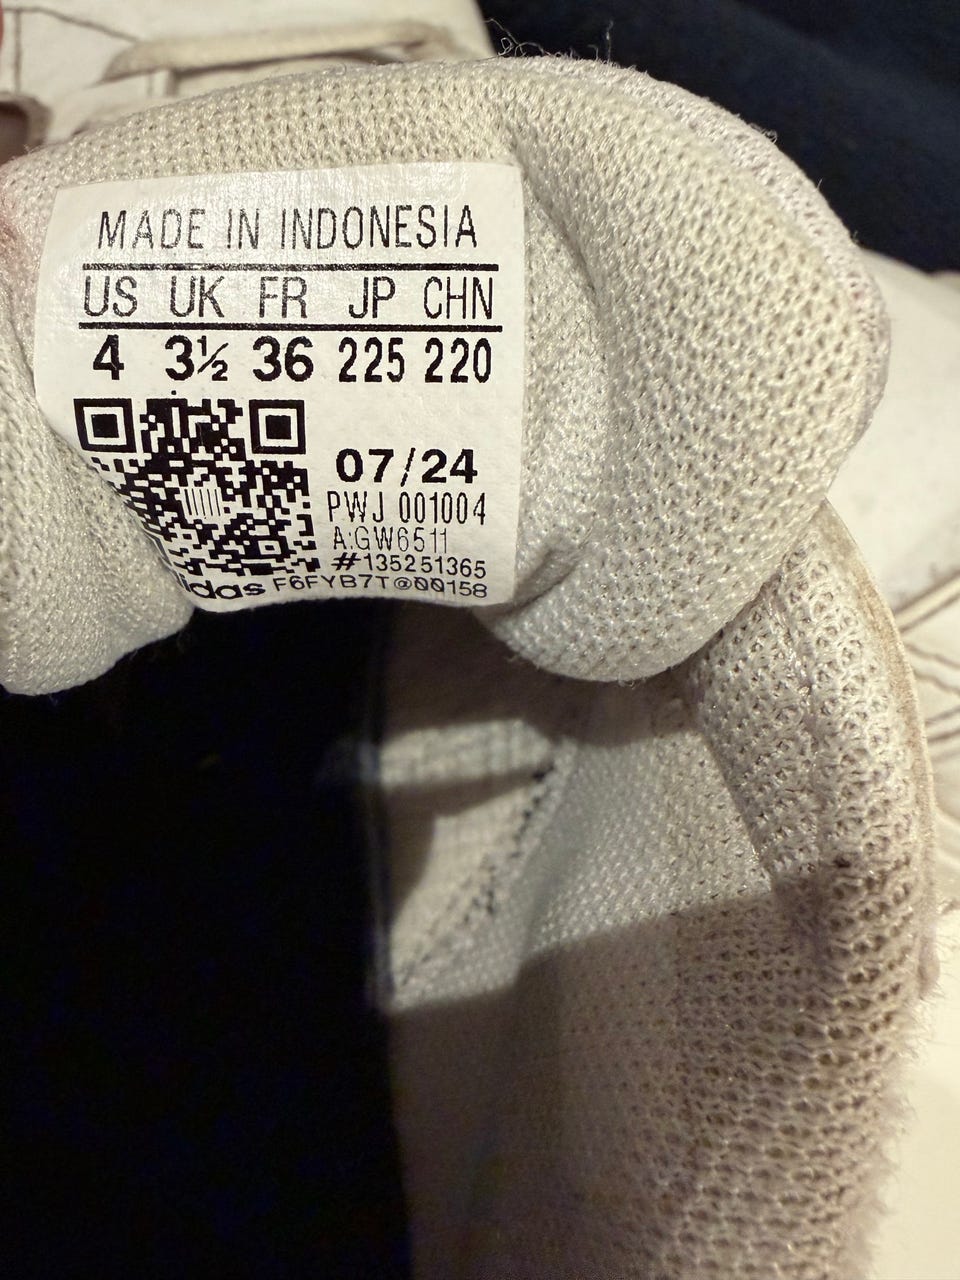 MADE IN INDONESIA
US UK FR JP CHN
4 3½ 36 225 220
07/24
PWJ 001004
A:GW6511
#135251365
adidas F6FYB7T@00158